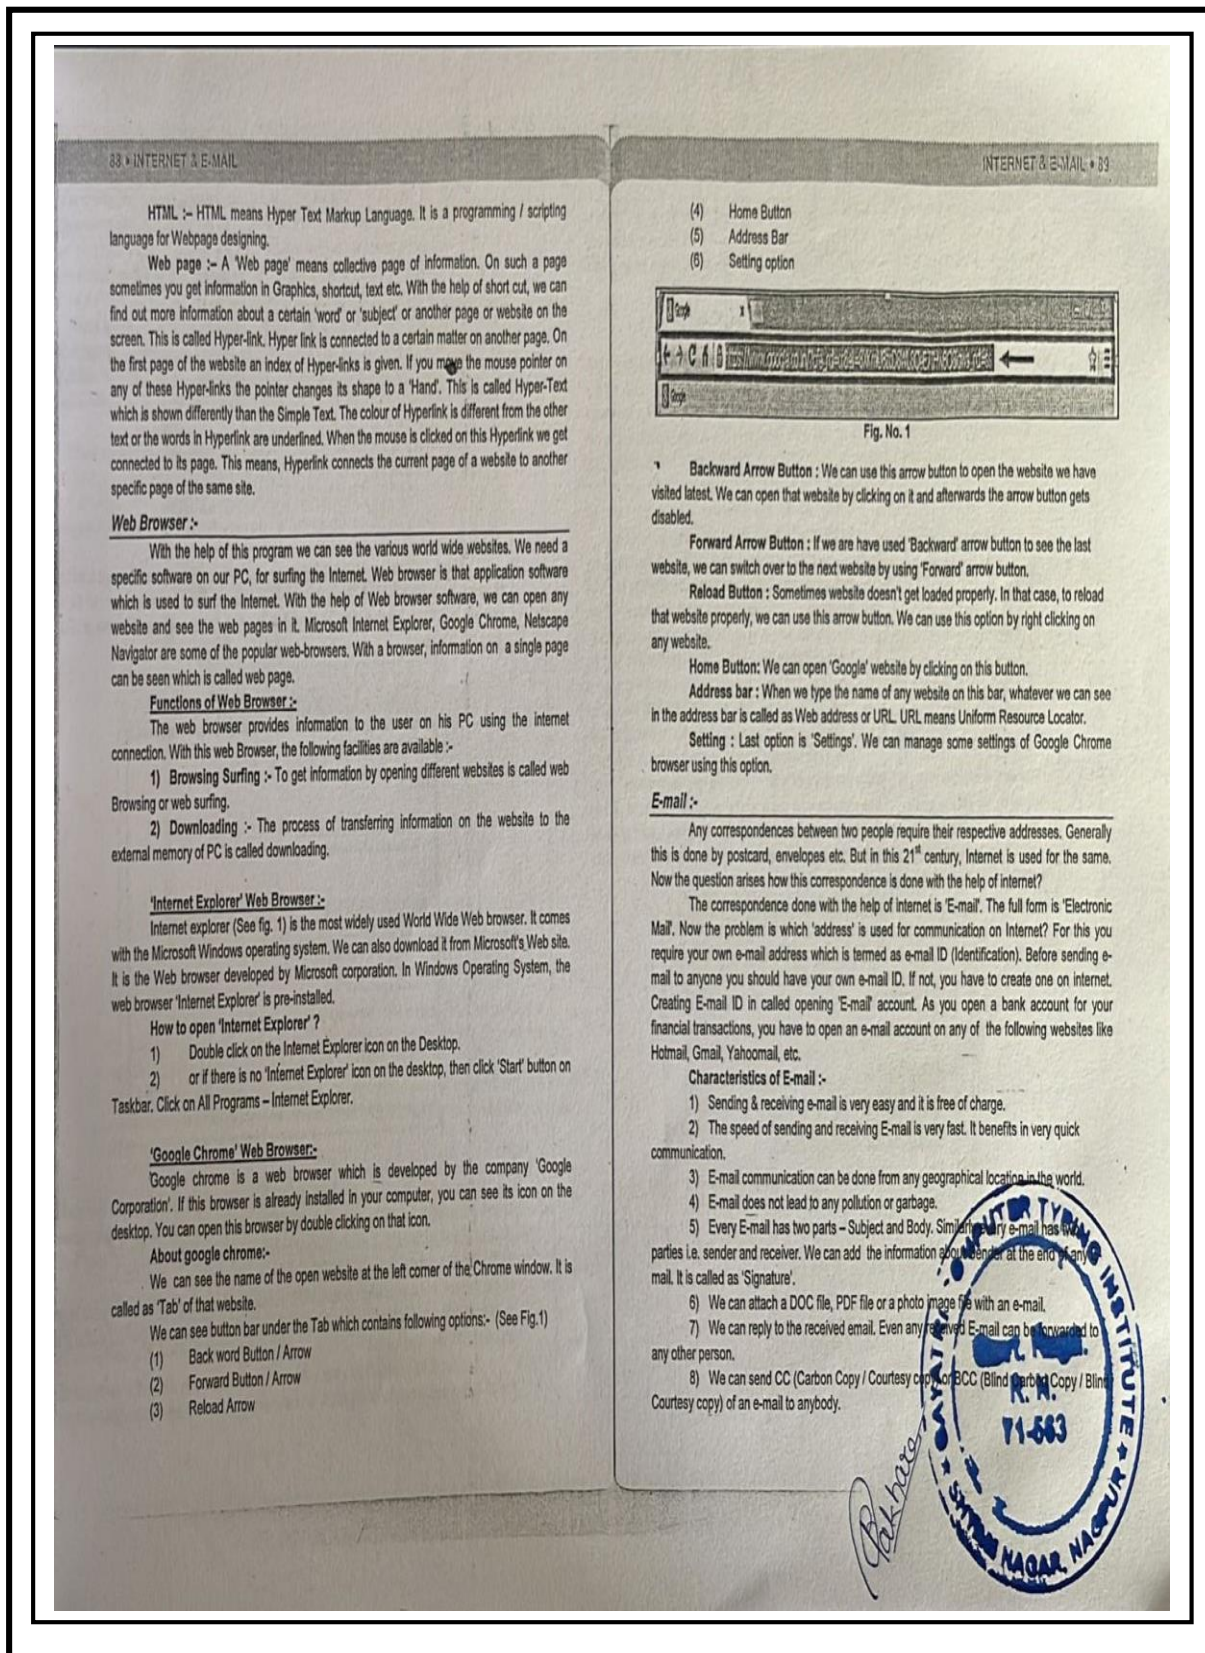 88 • INTERNET & E-MAIL
HTML :– HTML means Hyper Text Markup Language. It is a programming / scripting
language for Webpage designing.
Web page :– A 'Web page' means collective page of information. On such a page
sometimes you get information in Graphics, shortcut, text etc. With the help of short cut, we can
find out more information about a certain 'word' or 'subject' or another page or website on the
screen. This is called Hyper-link. Hyper link is connected to a certain matter on another page. On
the first page of the website an index of Hyper-links is given. If you move the mouse pointer on
any of these Hyper-links the pointer changes its shape to a 'Hand'. This is called Hyper-Text
which is shown differently than the Simple Text. The colour of Hyperlink is different from the other
text or the words in Hyperlink are underlined. When the mouse is clicked on this Hyperlink we get
connected to its page. This means, Hyperlink connects the current page of a website to another
specific page of the same site.
Web Browser :-
With the help of this program we can see the various world wide websites. We need a
specific software on our PC, for surfing the Internet. Web browser is that application software
which is used to surf the Internet. With the help of Web browser software, we can open any
website and see the web pages in it. Microsoft Internet Explorer, Google Chrome, Netscape
Navigator are some of the popular web-browsers. With a browser, information on a single page
can be seen which is called web page.
Functions of Web Browser :-
The web browser provides information to the user on his PC using the internet
connection. With this web Browser, the following facilities are available :-
1) Browsing Surfing :- To get information by opening different websites is called web
Browsing or web surfing.
2) Downloading :- The process of transferring information on the website to the
external memory of PC is called downloading.
'Internet Explorer' Web Browser :-
Internet explorer (See fig. 1) is the most widely used World Wide Web browser. It comes
with the Microsoft Windows operating system. We can also download it from Microsoft's Web site.
It is the Web browser developed by Microsoft corporation. In Windows Operating System, the
web browser 'Internet Explorer' is pre-installed.
How to open 'Internet Explorer' ?
1) Double click on the Internet Explorer icon on the Desktop.
2) or if there is no 'Internet Explorer' icon on the desktop, then click 'Start' button on
Taskbar. Click on All Programs – Internet Explorer.
'Google Chrome' Web Browser:-
Google chrome is a web browser which is developed by the company 'Google
Corporation'. If this browser is already installed in your computer, you can see its icon on the
desktop. You can open this browser by double clicking on that icon.
About google chrome:-
We can see the name of the open website at the left corner of the Chrome window. It is
called as 'Tab' of that website.
We can see button bar under the Tab which contains following options:- (See Fig.1)
(1) Back word Button / Arrow
(2) Forward Button / Arrow
(3) Reload Arrow
INTERNET & E-MAIL • 89
(4) Home Button
(5) Address Bar
(6) Setting option
Google x
Google
Fig. No. 1
Backward Arrow Button : We can use this arrow button to open the website we have
visited latest. We can open that website by clicking on it and afterwards the arrow button gets
disabled.
Forward Arrow Button : If we are have used 'Backward' arrow button to see the last
website, we can switch over to the next website by using 'Forward' arrow button.
Reload Button : Sometimes website doesn't get loaded properly. In that case, to reload
that website properly, we can use this arrow button. We can use this option by right clicking on
any website.
Home Button: We can open 'Google' website by clicking on this button.
Address bar : When we type the name of any website on this bar, whatever we can see
in the address bar is called as Web address or URL. URL means Uniform Resource Locator.
Setting : Last option is 'Settings'. We can manage some settings of Google Chrome
browser using this option.
E-mail :-
Any correspondences between two people require their respective addresses. Generally
this is done by postcard, envelopes etc. But in this 21st century, Internet is used for the same.
Now the question arises how this correspondence is done with the help of internet?
The correspondence done with the help of Internet is 'E-mail'. The full form is 'Electronic
Mail'. Now the problem is which 'address' is used for communication on Internet? For this you
require your own e-mail address which is termed as e-mail ID (Identification). Before sending e-
mail to anyone you should have your own e-mail ID. If not, you have to create one on internet.
Creating E-mail ID in called opening 'E-mail' account. As you open a bank account for your
financial transactions, you have to open an e-mail account on any of the following websites like
Hotmail, Gmail, Yahoomail, etc.
Characteristics of E-mail :-
1) Sending & receiving e-mail is very easy and it is free of charge.
2) The speed of sending and receiving E-mail is very fast. It benefits in very quick
communication.
3) E-mail communication can be done from any geographical location in the world.
4) E-mail does not lead to any pollution or garbage.
5) Every E-mail has two parts – Subject and Body. Similarly every e-mail has two
parties i.e. sender and receiver. We can add the information about sender at the end of any
mail. It is called as 'Signature'.
6) We can attach a DOC file, PDF file or a photo image file with an e-mail.
7) We can reply to the received email. Even any received E-mail can be forwarded to
any other person.
8) We can send CC (Carbon Copy / Courtesy copy) or BCC (Blind Carbon Copy / Blind
Courtesy copy) of an e-mail to anybody.
GAYATRI COMPUTER TYPING INSTITUTE
R. N.
71-563
NAGAR, NAGPUR